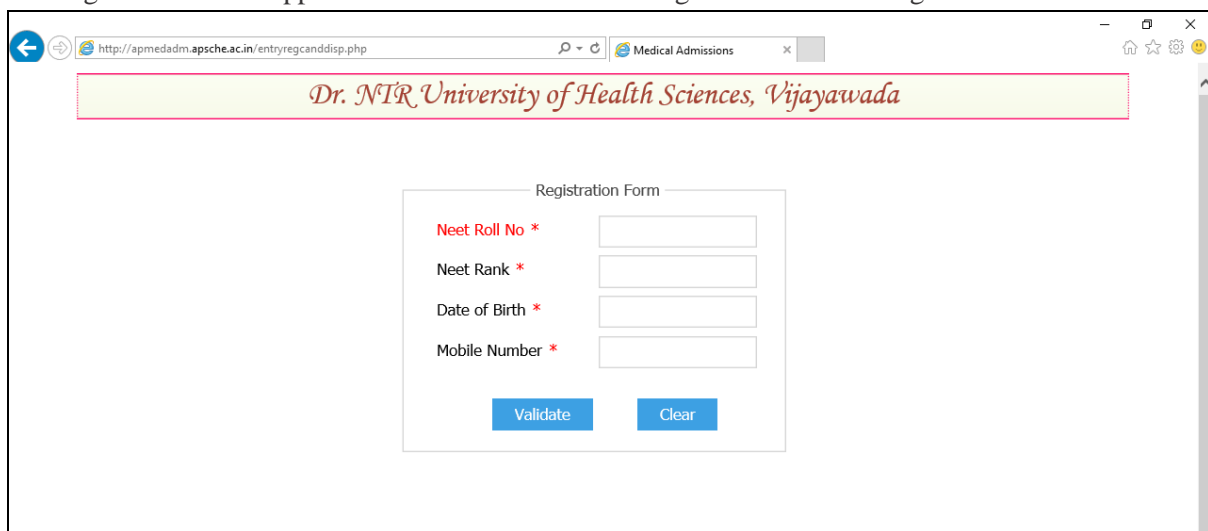 http://apmedadm.apsche.ac.in/entryregcanddisp.php
Medical Admissions
Dr. NTR University of Health Sciences, Vijayawada
Registration Form
Neet Roll No *
Neet Rank *
Date of Birth *
Mobile Number *
Validate Clear